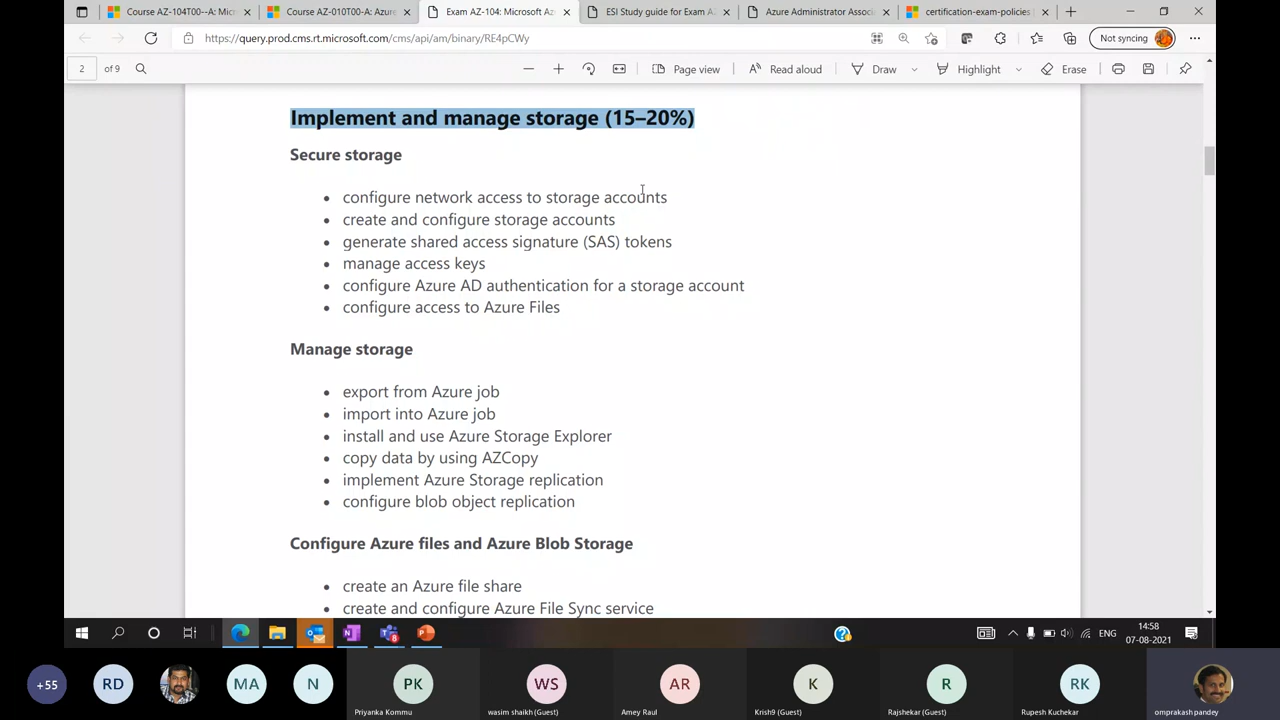 Course AZ-104T00--A: Mic
Course AZ-010T00-A: Azure
Exam AZ-104: Microsoft Az
ESI Study guide for Exam A
Azure Administrator Assoc
certification-exam-policies
https://query.prod.cms.rt.microsoft.com/cms/api/am/binary/RE4pCWy
Not syncing
2 of 9
Page view
Read aloud
Draw
Highlight
Erase
Implement and manage storage (15–20%)
Secure storage
• configure network access to storage accounts
• create and configure storage accounts
• generate shared access signature (SAS) tokens
• manage access keys
• configure Azure AD authentication for a storage account
• configure access to Azure Files
Manage storage
• export from Azure job
• import into Azure job
• install and use Azure Storage Explorer
• copy data by using AZCopy
• implement Azure Storage replication
• configure blob object replication
Configure Azure files and Azure Blob Storage
• create an Azure file share
• create and configure Azure File Sync service
ENG
14:58
07-08-2021
+55
RD
MA
N
PK
WS
AR
K
R
RK
Priyanka Kommu
wasim shaikh (Guest)
Amey Raul
Krish9 (Guest)
Rajshekar (Guest)
Rupesh Kuchekar
omprakash pandey